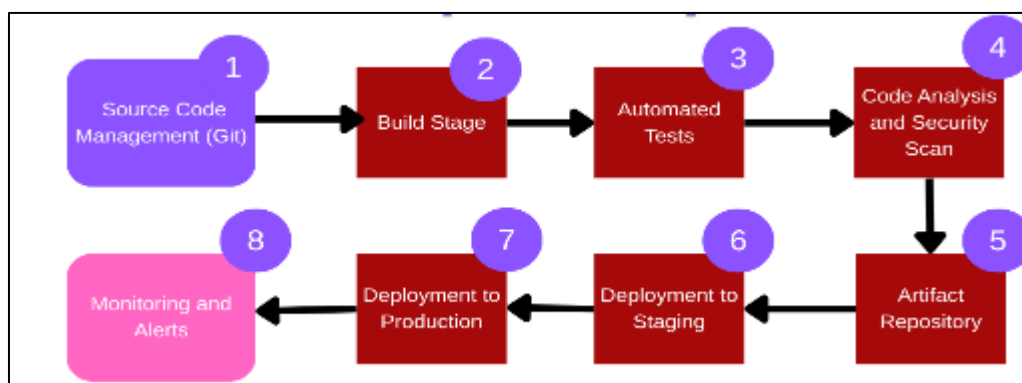 1
Source Code
Management (Git)
2
Build Stage
3
Automated
Tests
4
Code Analysis
and Security
Scan
5
Artifact
Repository
6
Deployment to
Staging
7
Deployment to
Production
8
Monitoring and
Alerts